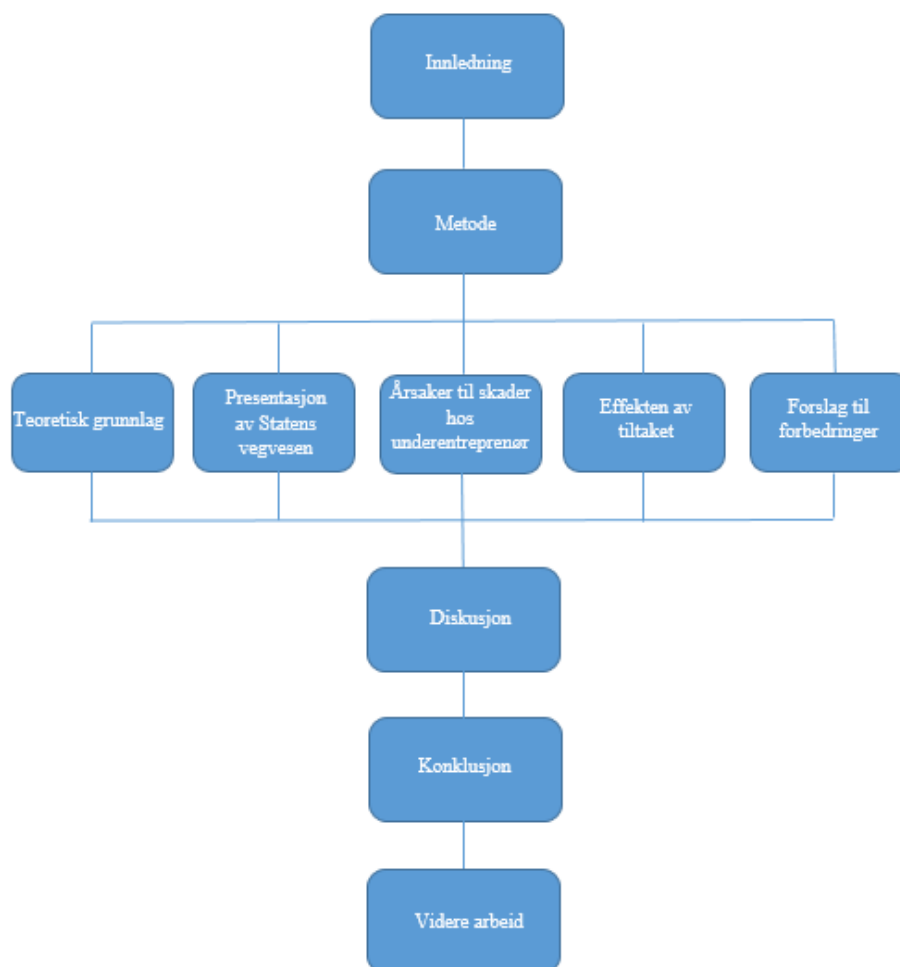 Innledning
Metode
Teoretisk grunnlag
Presentasjon
av Statens
vegvesen
Årsaker til skader
hos
underentreprenør
Effekten av
tiltaket
Forslag til
forbedringer
Diskusjon
Konklusjon
Videre arbeid